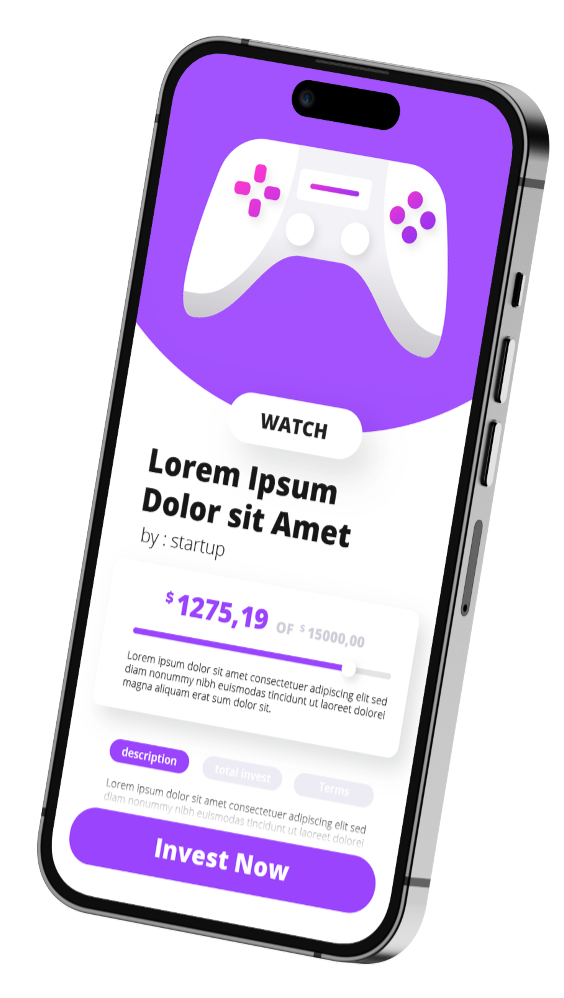 WATCH
Lorem Ipsum
Dolor sit Amet
by : startup
$1275,19 OF $15000,00
Lorem ipsum dolor sit amet consectetuer adipiscing elit sed
diam nonummy nibh euismodas tincidunt ut laoreet dolorei
magna aliquam erat sum dolor sit.
description total invest Terms
Lorem ipsum dolor sit amet consectetuer adipiscing elit sed
diam nonummy nibh euismodas tincidunt ut laoreet dolorei
Invest Now